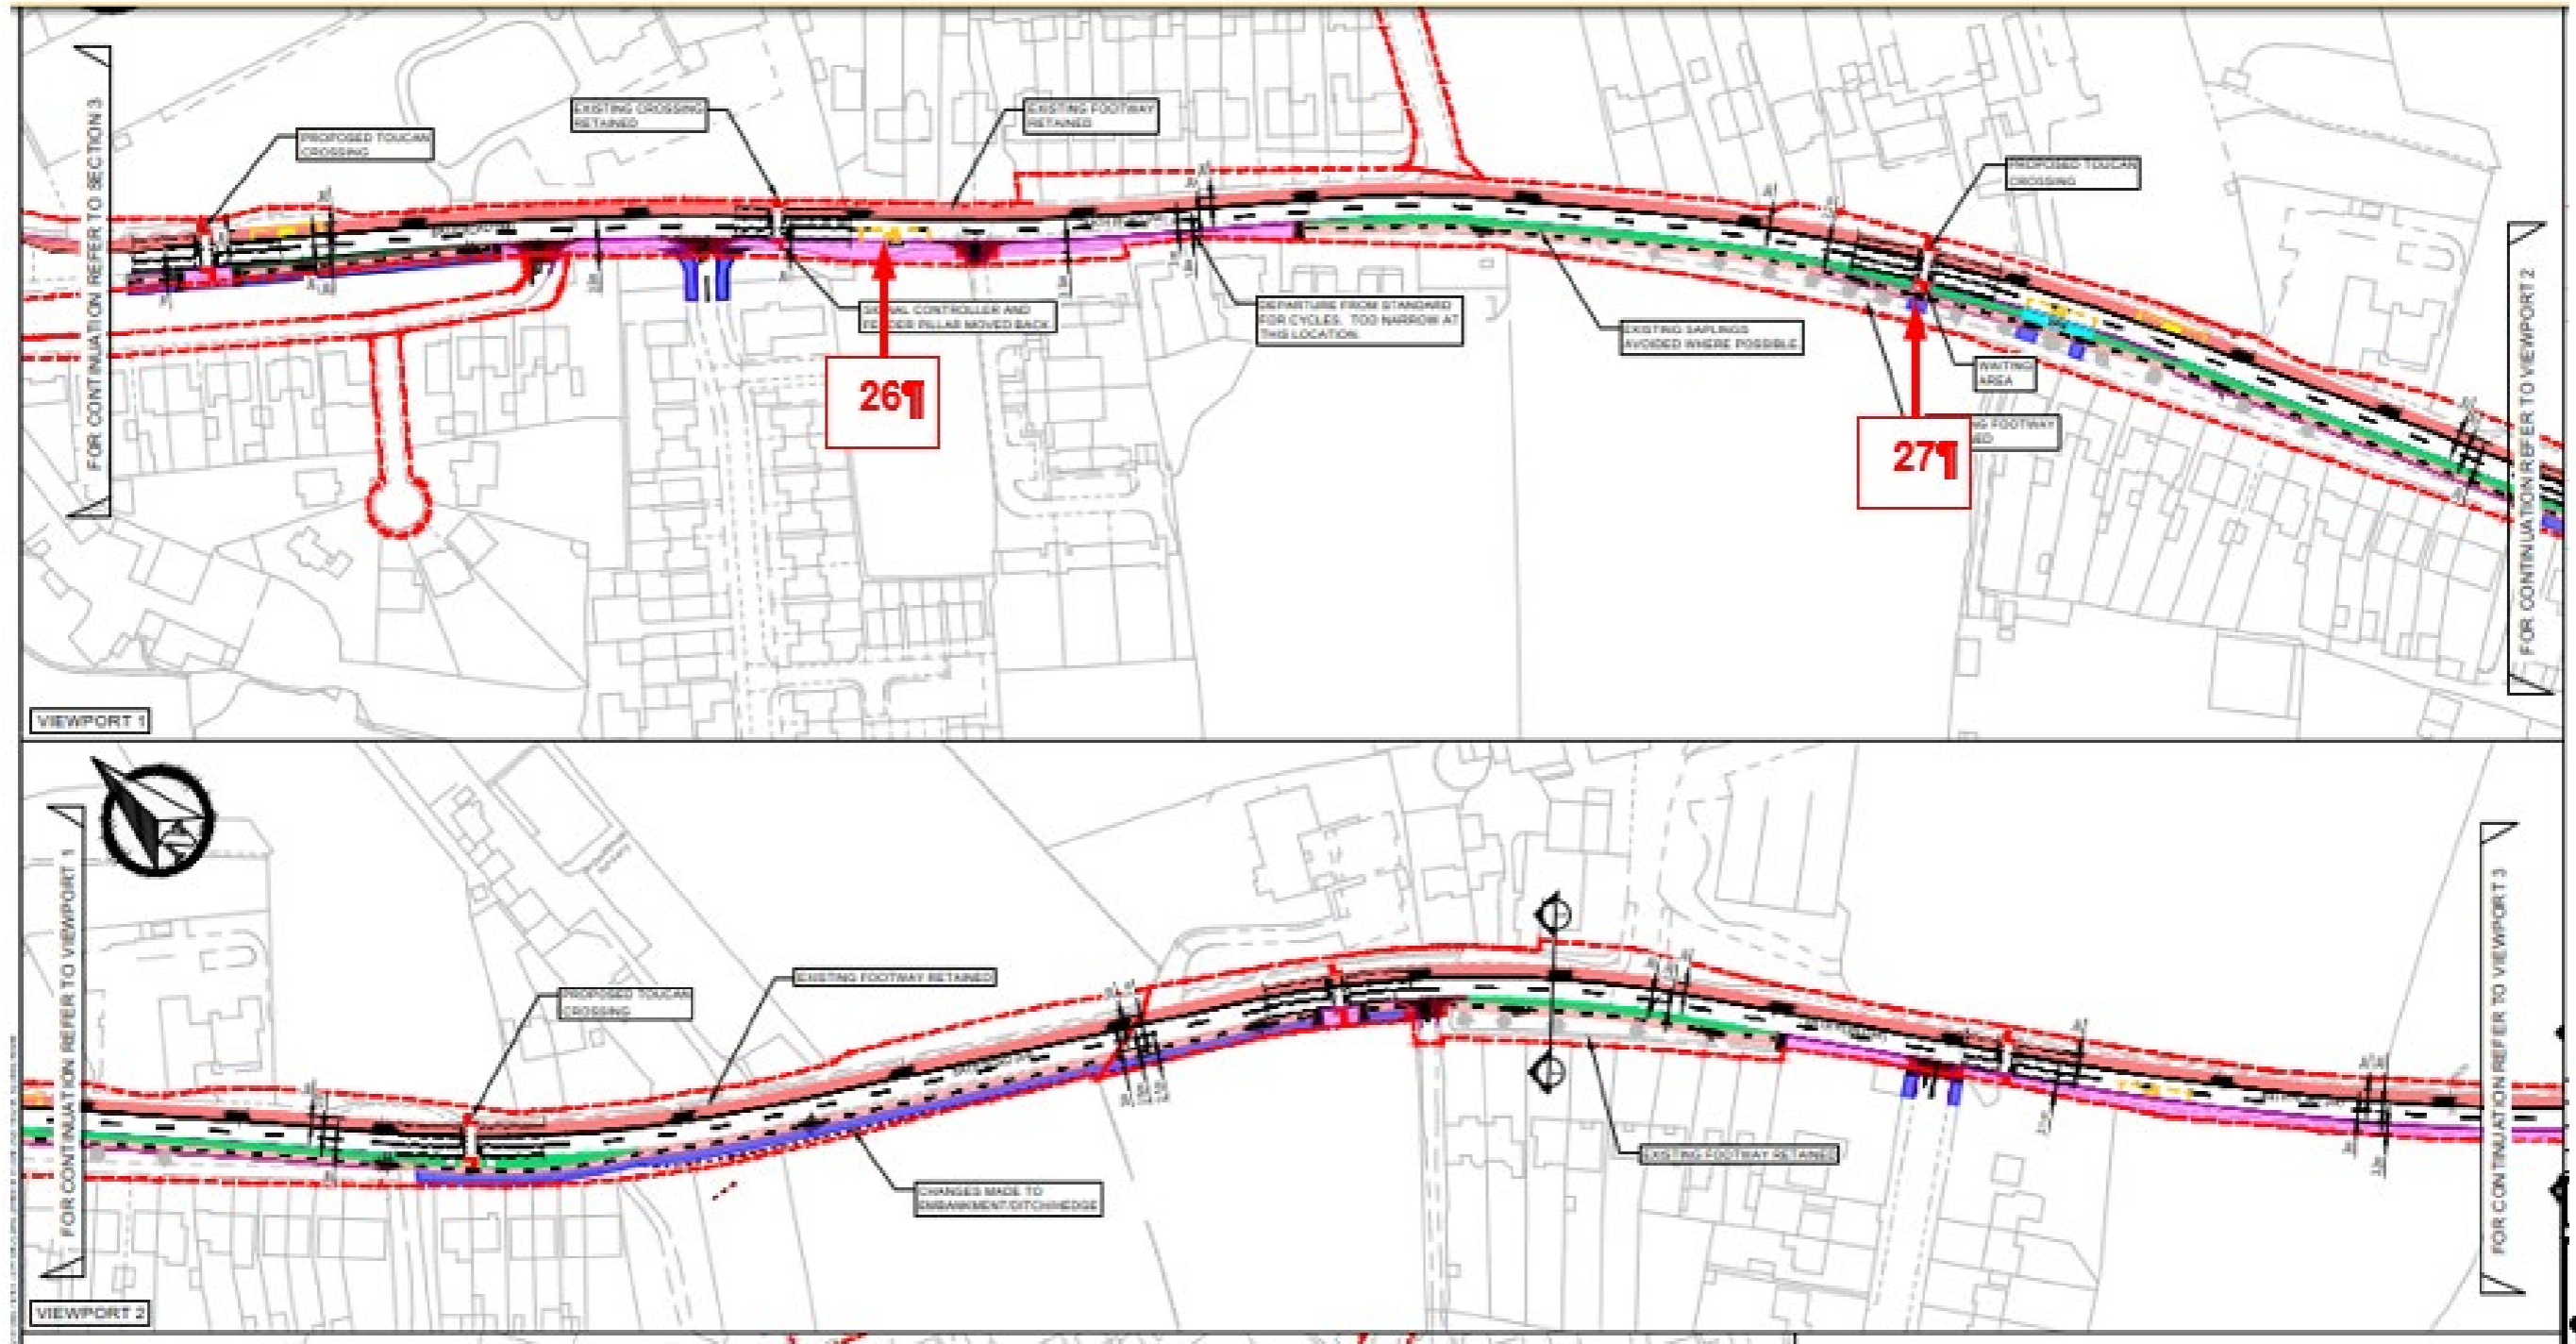 FOR CONTINUATION REFER TO SECTION 3
PROPOSED TOUCAN
CROSSING
EXISTING CROSSING
RETAINED
EXISTING FOOTWAY
RETAINED
PROPOSED TOUCAN
CROSSING
SIGNAL CONTROLLER AND
FEEDER PILLAR MOVED BACK
DEPARTURE FROM STANDARD
FOR CYCLES. TOO NARROW AT
THIS LOCATION.
EXISTING SAPLINGS
AVOIDED WHERE POSSIBLE.
WAITING
AREA
NG FOOTWAY
ED
26¶
27¶
FOR CONTINUATION REFER TO VIEWPORT 2
VIEWPORT 1
FOR CONTINUATION REFER TO VIEWPORT 1
PROPOSED TOUCAN
CROSSING
EXISTING FOOTWAY RETAINED
CHANGES MADE TO
EMBANKMENT/DITCH/HEDGE
EXISTING FOOTWAY RETAINED
FOR CONTINUATION REFER TO VIEWPORT 3
VIEWPORT 2